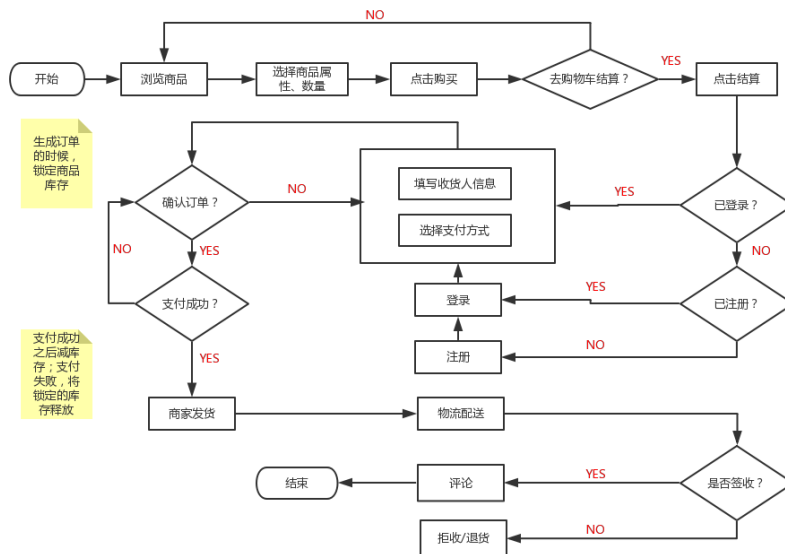 NO
开始
浏览商品
选择商品属
性、数量
点击购买
去购物车结算？
YES
点击结算
生成订单
的时候，
锁定商品
库存
确认订单？
NO
填写收货人信息
选择支付方式
YES
已登录？
NO
YES
NO
支付成功？
登录
YES
已注册？
支付成功
之后减库
存；支付
失败，将
锁定的库
存释放
YES
注册
NO
商家发货
物流配送
结束
评论
YES
是否签收？
拒收/退货
NO